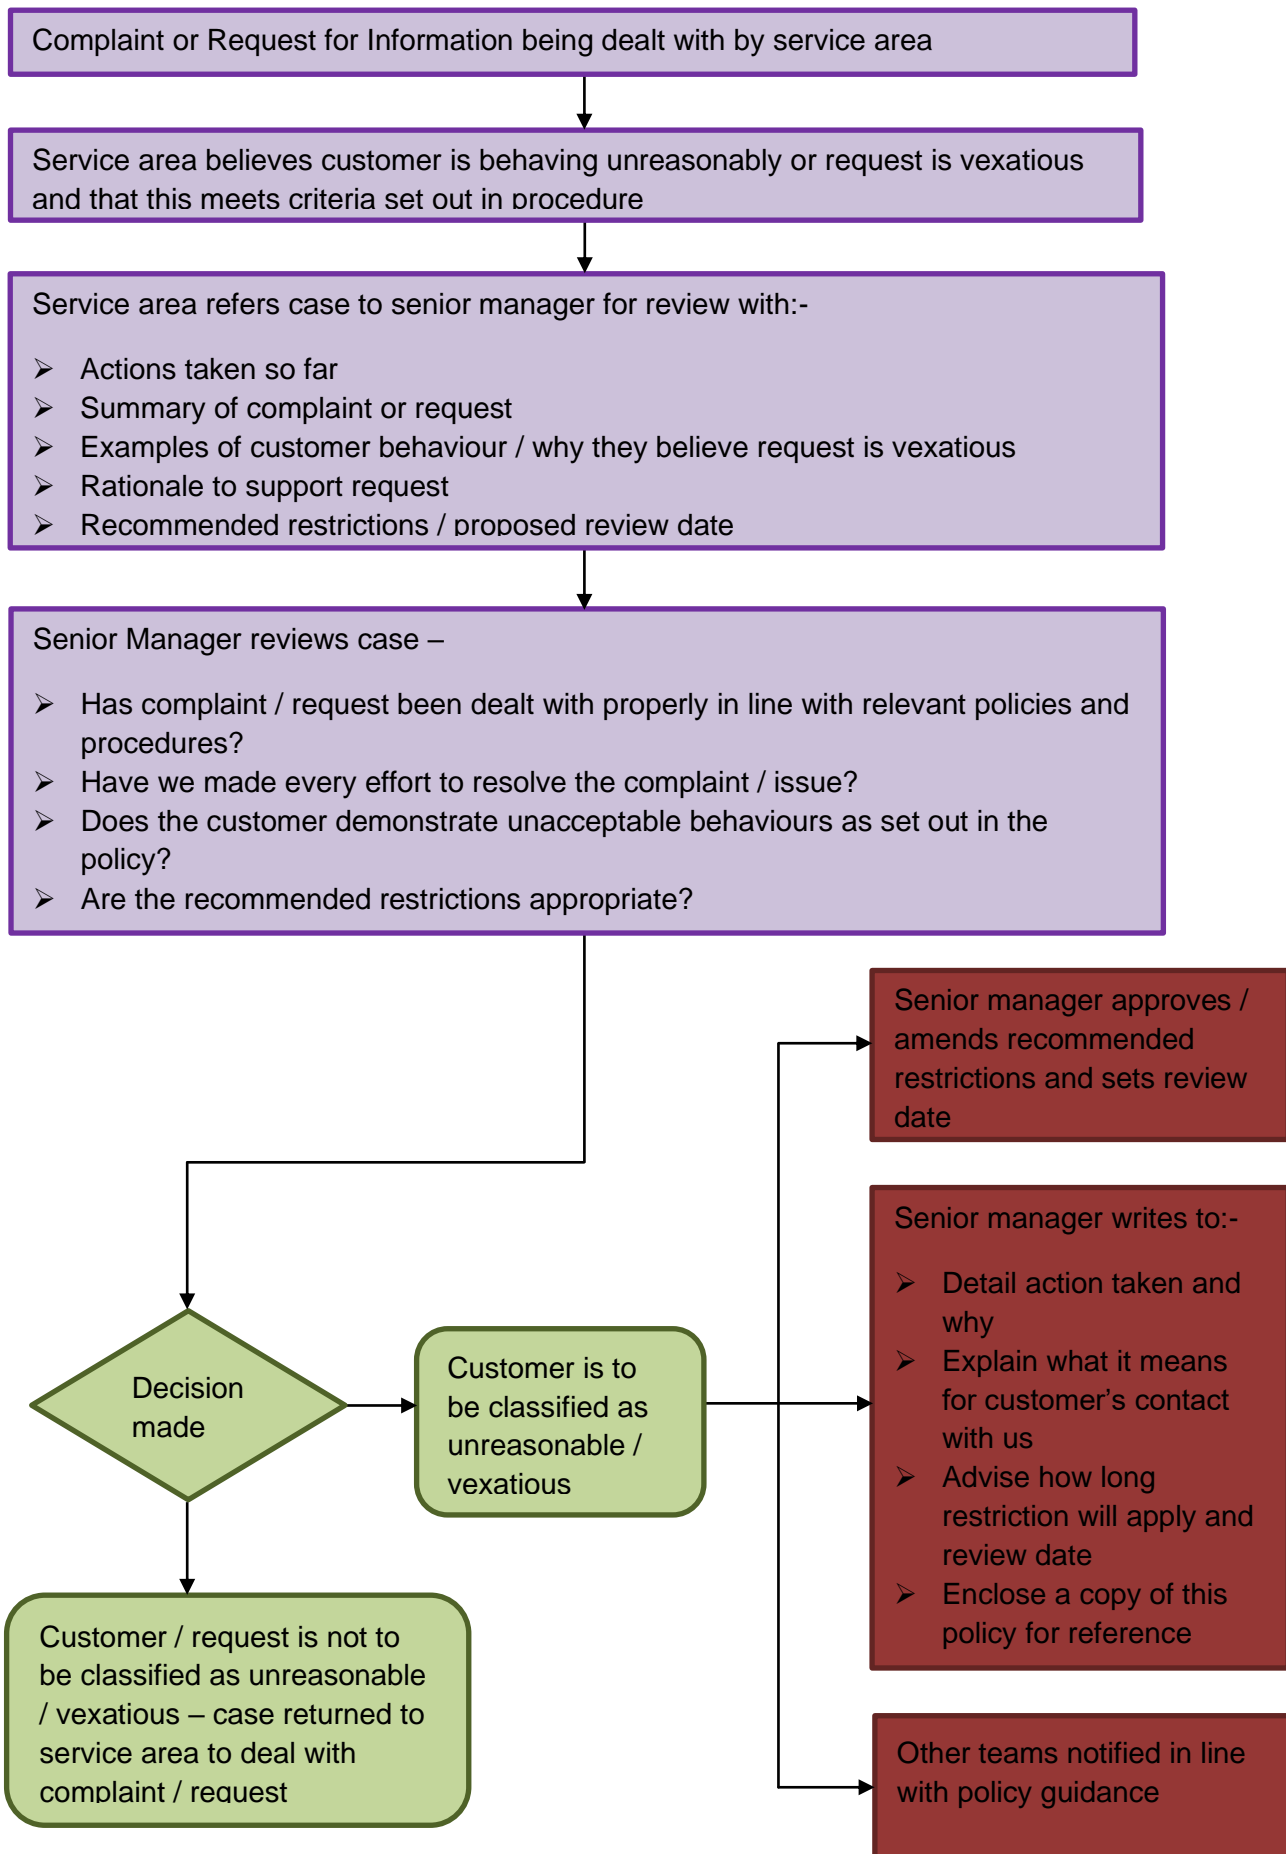 Complaint or Request for Information being dealt with by service area
Service area believes customer is behaving unreasonably or request is vexatious
and that this meets criteria set out in procedure
Service area refers case to senior manager for review with:-
➢ Actions taken so far
➢ Summary of complaint or request
➢ Examples of customer behaviour / why they believe request is vexatious
➢ Rationale to support request
➢ Recommended restrictions / proposed review date
Senior Manager reviews case –
➢ Has complaint / request been dealt with properly in line with relevant policies and
procedures?
➢ Have we made every effort to resolve the complaint / issue?
➢ Does the customer demonstrate unacceptable behaviours as set out in the
policy?
➢ Are the recommended restrictions appropriate?
Senior manager approves /
amends recommended
restrictions and sets review
date
Senior manager writes to:-
➢ Detail action taken and
why
➢ Explain what it means
for customer’s contact
with us
➢ Advise how long
restriction will apply and
review date
➢ Enclose a copy of this
policy for reference
Decision
made
Customer is to
be classified as
unreasonable /
vexatious
Customer / request is not to
be classified as unreasonable
/ vexatious – case returned to
service area to deal with
complaint / request
Other teams notified in line
with policy guidance